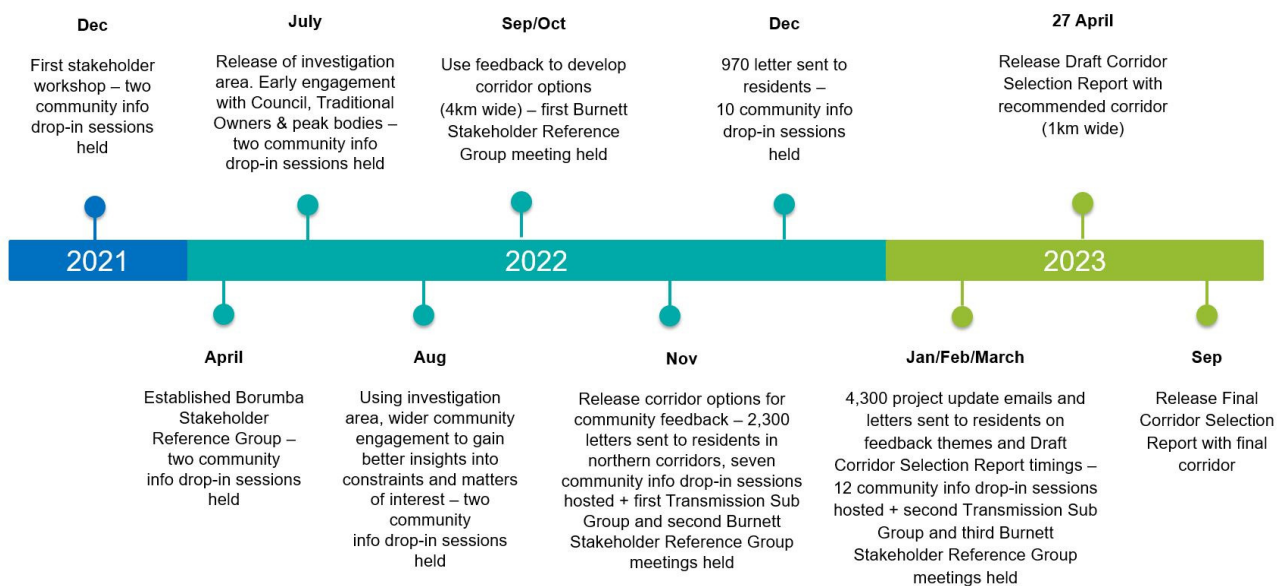 Dec
First stakeholder
workshop – two
community info
drop-in sessions
held
July
Release of investigation
area. Early engagement
with Council, Traditional
Owners & peak bodies –
two community info
drop-in sessions held
Sep/Oct
Use feedback to develop
corridor options
(4km wide) – first Burnett
Stakeholder Reference
Group meeting held
Dec
970 letter sent to
residents –
10 community info
drop-in sessions
held
27 April
Release Draft Corridor
Selection Report with
recommended corridor
(1km wide)
2021
2022
2023
April
Established Borumba
Stakeholder
Reference Group –
two community
info drop-in sessions
held
Aug
Using investigation
area, wider community
engagement to gain
better insights into
constraints and matters
of interest – two
community
info drop-in sessions
held
Nov
Release corridor options for
community feedback – 2,300
letters sent to residents in
northern corridors, seven
community info drop-in sessions
hosted + first Transmission Sub
Group and second Burnett
Stakeholder Reference Group
meetings held
Jan/Feb/March
4,300 project update emails and
letters sent to residents on
feedback themes and Draft
Corridor Selection Report timings –
12 community info drop-in sessions
hosted + second Transmission Sub
Group and third Burnett
Stakeholder Reference Group
meetings held
Sep
Release Final
Corridor Selection
Report with final
corridor